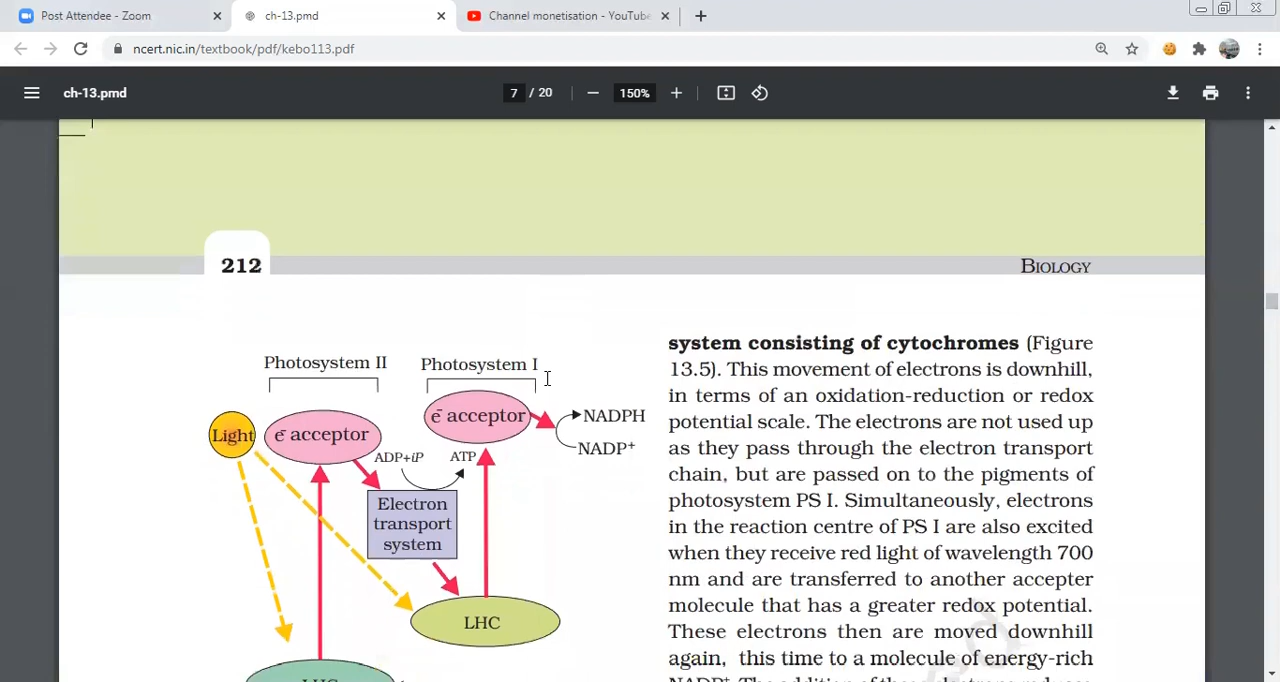 Post Attendee - Zoom
ch-13.pmd
Channel monetisation - YouTube
ncert.nic.in/textbook/pdf/kebo113.pdf
ch-13.pmd
7 / 20
150%
212
BIOLOGY
Photosystem II
Photosystem I
Light
e⁻ acceptor
e⁻ acceptor
NADPH
NADP⁺
ADP+iP
ATP
Electron
transport
system
LHC
system consisting of cytochromes (Figure
13.5). This movement of electrons is downhill,
in terms of an oxidation-reduction or redox
potential scale. The electrons are not used up
as they pass through the electron transport
chain, but are passed on to the pigments of
photosystem PS I. Simultaneously, electrons
in the reaction centre of PS I are also excited
when they receive red light of wavelength 700
nm and are transferred to another accepter
molecule that has a greater redox potential.
These electrons then are moved downhill
again, this time to a molecule of energy-rich